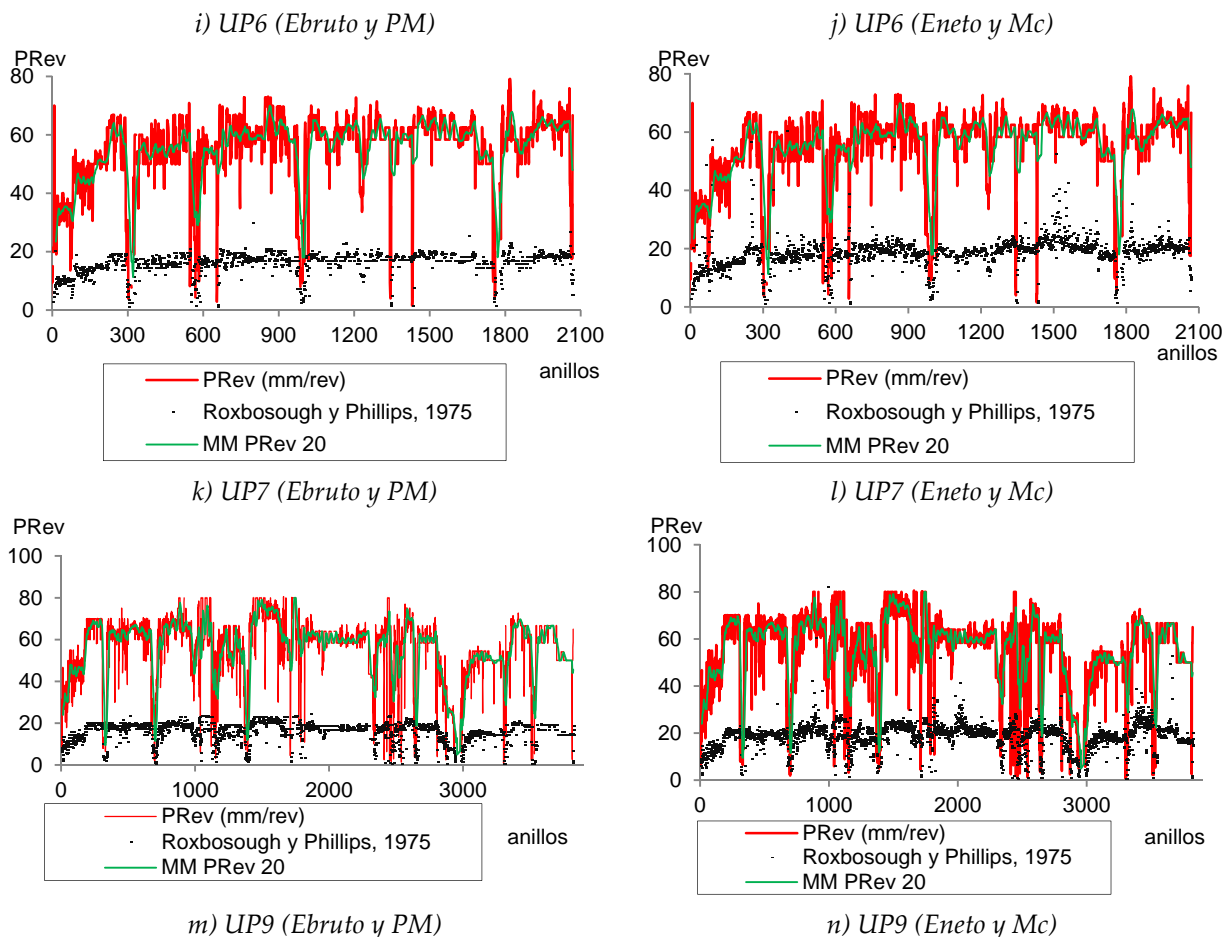 i) UP6 (Ebruto y PM)
j) UP6 (Eneto y Mc)
PRev
80
60
40
20
0
0 300 600 900 1200 1500 1800 2100
anillos
PRev (mm/rev)
Roxbosough y Phillips, 1975
MM PRev 20
PRev
80
60
40
20
0
0 300 600 900 1200 1500 1800 2100
anillos
PRev (mm/rev)
Roxbosough y Phillips, 1975
MM PRev 20
k) UP7 (Ebruto y PM)
l) UP7 (Eneto y Mc)
PRev
100
80
60
40
20
0
0 1000 2000 3000
anillos
PRev (mm/rev)
Roxbosough y Phillips, 1975
MM PRev 20
PRev
100
80
60
40
20
0
0 1000 2000 3000
anillos
PRev (mm/rev)
Roxbosough y Phillips, 1975
MM PRev 20
m) UP9 (Ebruto y PM)
n) UP9 (Eneto y Mc)